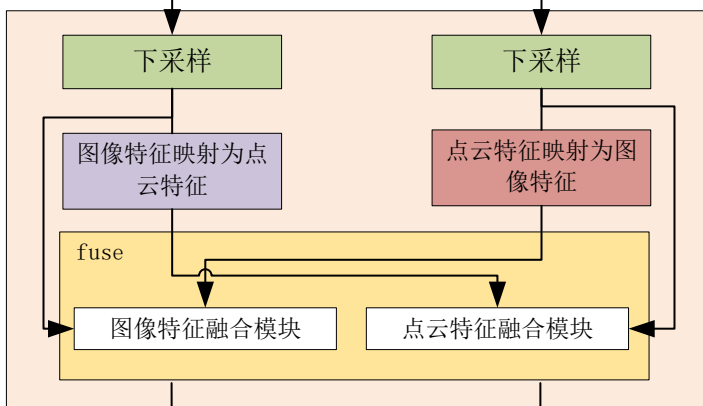 下采样
下采样
图像特征映射为点
云特征
点云特征映射为图
像特征
fuse
图像特征融合模块
点云特征融合模块